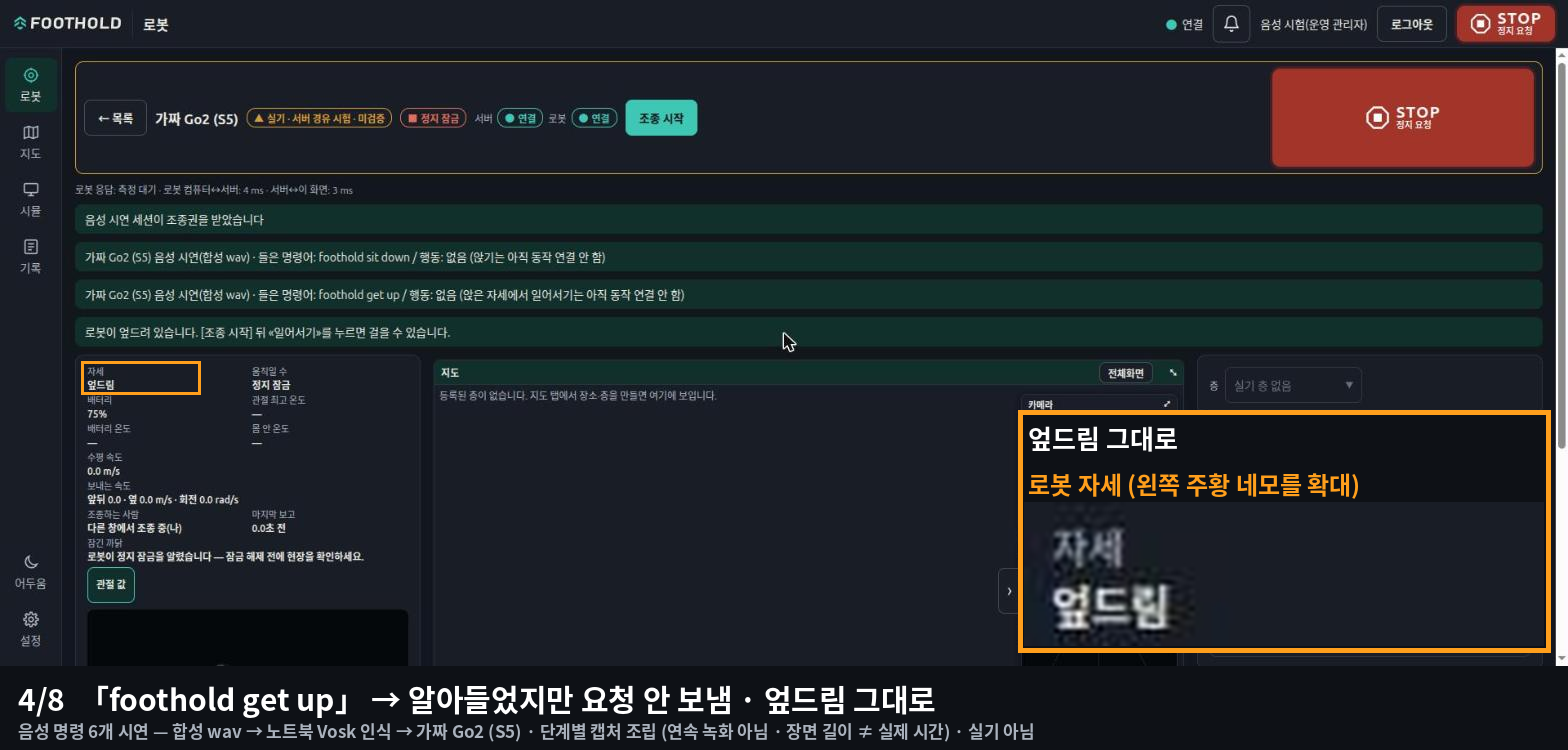 FOOTHOLD 로봇
연결 음성 시험(운영 관리자) 로그아웃 STOP 정지 요청
로봇
지도
시뮬
기록
어두움
설정
← 목록 가짜 Go2 (S5) ▲ 실기 · 서버 경유 시험 · 미검증 ■ 정지 잠금 서버 ● 연결 로봇 ● 연결 조종 시작
STOP
정지 요청
로봇 응답: 측정 대기 · 로봇 컴퓨터↔서버: 4 ms · 서버↔이 화면: 3 ms
음성 시연 세션이 조종권을 받았습니다
가짜 Go2 (S5) 음성 시연(합성 wav) · 들은 명령어: foothold sit down / 행동: 없음 (앉기는 아직 동작 연결 안 함)
가짜 Go2 (S5) 음성 시연(합성 wav) · 들은 명령어: foothold get up / 행동: 없음 (앉은 자세에서 일어서기는 아직 동작 연결 안 함)
로봇이 엎드려 있습니다. [조종 시작] 뒤 «일어서기»를 누르면 걸을 수 있습니다.
자세 움직일 수
엎드림 정지 잠금
배터리 관절 최고 온도
75% —
배터리 온도 몸 안 온도
— —
수평 속도
0.0 m/s
보내는 속도
앞뒤 0.0 · 옆 0.0 m/s · 회전 0.0 rad/s
조종하는 사람 마지막 보고
다른 창에서 조종 중(나) 0.0초 전
잠긴 까닭
로봇이 정지 잠금을 알렸습니다 — 잠금 해제 전에 현장을 확인하세요.
관절 값
지도 전체화면
등록된 층이 없습니다. 지도 탭에서 장소·층을 만들면 여기에 보입니다.
카메라
층 실기 층 없음
엎드림 그대로
로봇 자세 (왼쪽 주황 네모를 확대)
자세
엎드림
4/8 「foothold get up」 → 알아들었지만 요청 안 보냄 · 엎드림 그대로
음성 명령 6개 시연 — 합성 wav → 노트북 Vosk 인식 → 가짜 Go2 (S5) · 단계별 캡처 조립 (연속 녹화 아님 · 장면 길이 ≠ 실제 시간) · 실기 아님